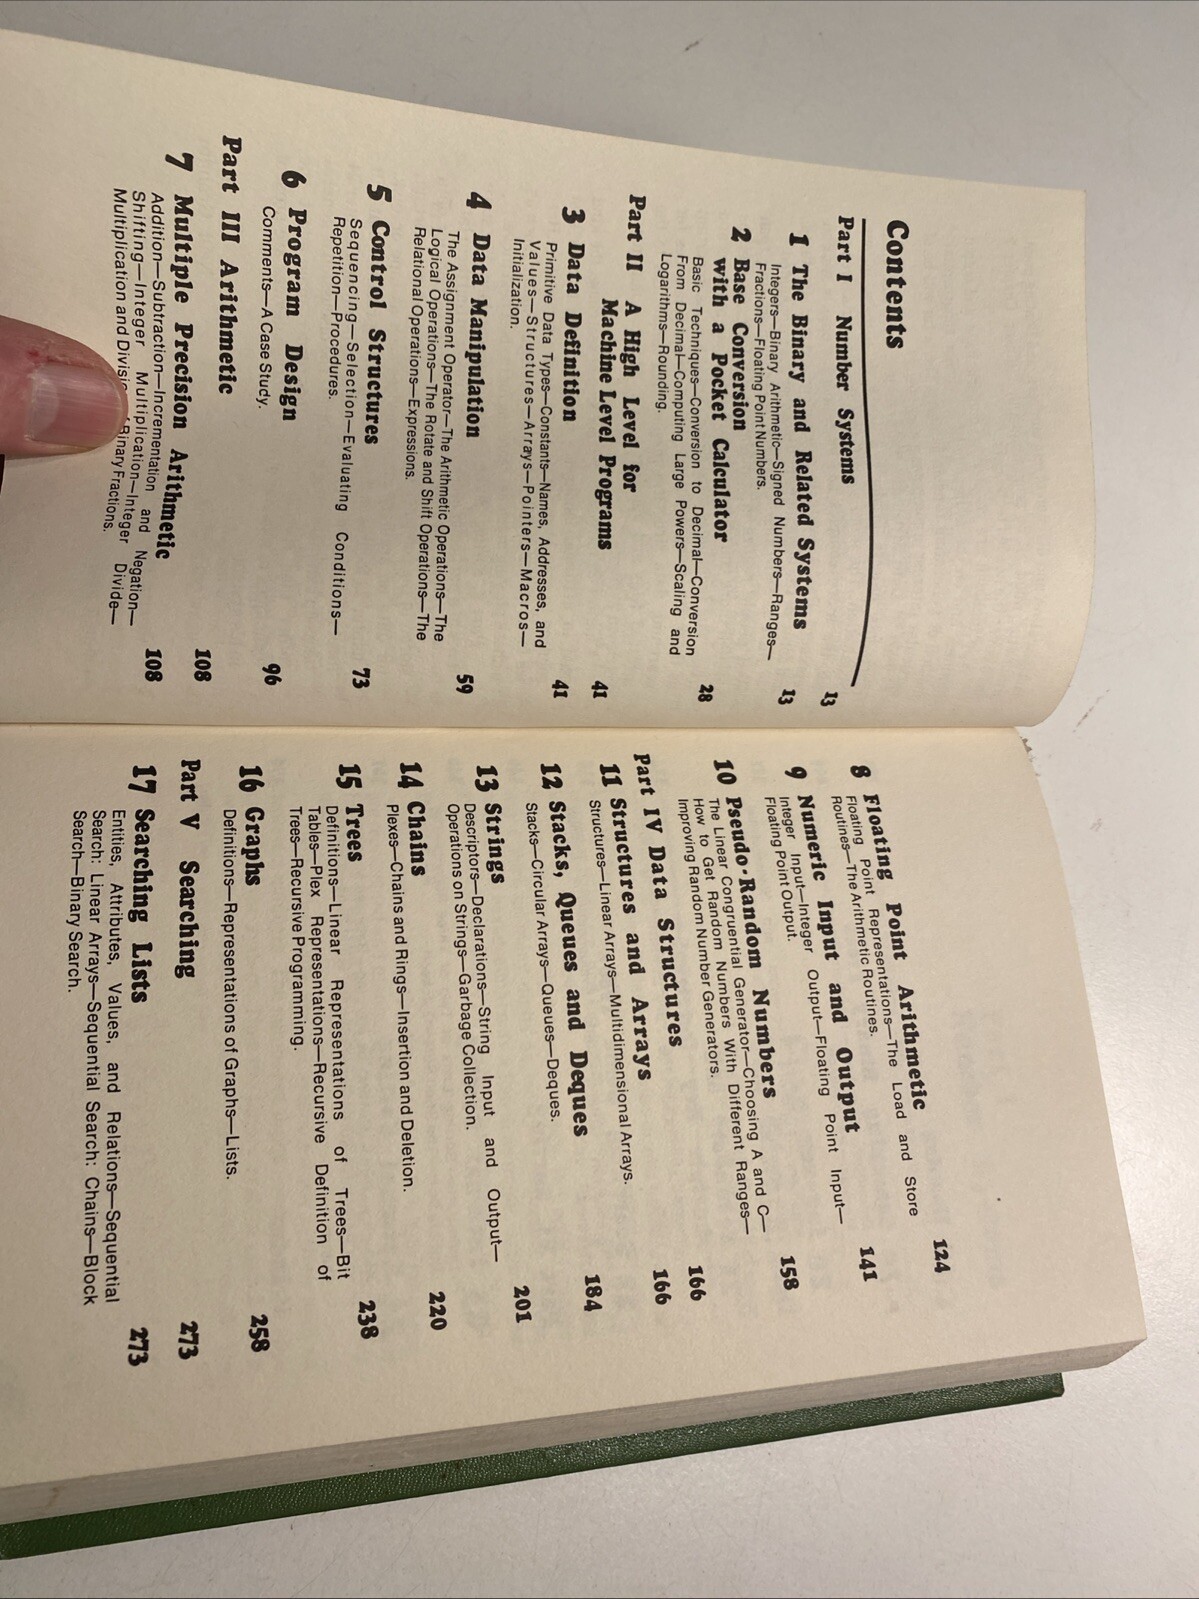 Contents
Part I Number Systems 13
1 The Binary and Related Systems 13
Integers—Binary Arithmetic—Signed Numbers—Ranges—
Fractions—Floating Point Numbers.
2 Base Conversion
with a Pocket Calculator 28
Basic Techniques—Conversion to Decimal—Conversion
From Decimal—Computing Large Powers—Scaling and
Logarithms—Rounding.
Part II A High Level for
Machine Level Programs 41
3 Data Definition 41
Primitive Data Types—Constants—Names, Addresses, and
Values—Structures—Arrays—Pointers—Macros—
Initialization.
4 Data Manipulation 59
The Assignment Operator—The Arithmetic Operations—The
Logical Operations—The Rotate and Shift Operations—The
Relational Operations—Expressions.
5 Control Structures 73
Sequencing—Selection—Evaluating Conditions—
Repetition—Procedures.
6 Program Design 96
Comments—A Case Study.
Part III Arithmetic 108
7 Multiple Precision Arithmetic 108
Addition—Subtraction—Incrementation and Negation—
Shifting—Integer Multiplication—Integer Divide—
Multiplication and Binary Fractions.
8 Floating Point Arithmetic 124
Floating Point Representations—The Load and Store
Routines—The Arithmetic Routines.
9 Numeric Input and Output 141
Integer Input—Integer Output—Floating Point Input—
Floating Point Output.
10 Pseudo-Random Numbers 158
The Linear Congruential Generator—Choosing A and C—
How to Get Random Numbers With Different Ranges—
Improving Random Number Generators.
Part IV Data Structures 166
11 Structures and Arrays 166
Structures—Linear Arrays—Multidimensional Arrays.
12 Stacks, Queues and Deques 184
Stacks—Circular Arrays—Queues—Deques.
13 Strings 201
Descriptors—Declarations—String Input and Output—
Operations on Strings—Garbage Collection.
14 Chains 220
Plexes—Chains and Rings—Insertion and Deletion.
15 Trees 238
Definitions—Linear Representations of Trees—Bit
Tables—Plex Representations—Recursive Definition of
Trees—Recursive Programming.
16 Graphs 258
Definitions—Representations of Graphs—Lists.
Part V Searching 273
17 Searching Lists 273
Entities, Attributes, Values, and Relations—Sequential
Search: Linear Arrays—Sequential Search: Chains—Block
Search—Binary Search.